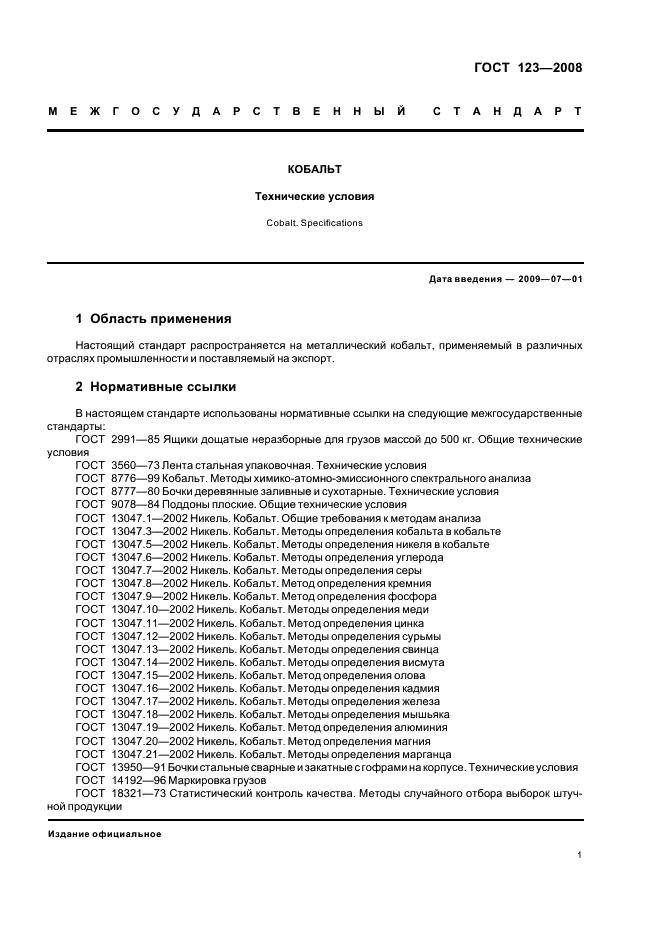 ГОСТ 123—2008
МЕЖГОСУДАРСТВЕННЫЙ СТАНДАРТ
КОБАЛЬТ
Технические условия
Cobalt. Specifications
Дата введения — 2009—07—01
1 Область применения
Настоящий стандарт распространяется на металлический кобальт, применяемый в различных
отраслях промышленности и поставляемый на экспорт.
2 Нормативные ссылки
В настоящем стандарте использованы нормативные ссылки на следующие межгосударственные
стандарты:
ГОСТ 2991—85 Ящики дощатые неразборные для грузов массой до 500 кг. Общие технические
условия
ГОСТ 3560—73 Лента стальная упаковочная. Технические условия
ГОСТ 8776—99 Кобальт. Методы химико-атомно-эмиссионного спектрального анализа
ГОСТ 8777—80 Бочки деревянные заливные и сухотарные. Технические условия
ГОСТ 9078—84 Поддоны плоские. Общие технические условия
ГОСТ 13047.1—2002 Никель. Кобальт. Общие требования к методам анализа
ГОСТ 13047.3—2002 Никель. Кобальт. Методы определения кобальта в кобальте
ГОСТ 13047.5—2002 Никель. Кобальт. Методы определения никеля в кобальте
ГОСТ 13047.6—2002 Никель. Кобальт. Методы определения углерода
ГОСТ 13047.7—2002 Никель. Кобальт. Методы определения серы
ГОСТ 13047.8—2002 Никель. Кобальт. Метод определения кремния
ГОСТ 13047.9—2002 Никель. Кобальт. Метод определения фосфора
ГОСТ 13047.10—2002 Никель. Кобальт. Методы определения меди
ГОСТ 13047.11—2002 Никель. Кобальт. Метод определения цинка
ГОСТ 13047.12—2002 Никель. Кобальт. Методы определения сурьмы
ГОСТ 13047.13—2002 Никель. Кобальт. Методы определения свинца
ГОСТ 13047.14—2002 Никель. Кобальт. Методы определения висмута
ГОСТ 13047.15—2002 Никель. Кобальт. Метод определения олова
ГОСТ 13047.16—2002 Никель. Кобальт. Методы определения кадмия
ГОСТ 13047.17—2002 Никель. Кобальт. Методы определения железа
ГОСТ 13047.18—2002 Никель. Кобальт. Методы определения мышьяка
ГОСТ 13047.19—2002 Никель. Кобальт. Метод определения алюминия
ГОСТ 13047.20—2002 Никель. Кобальт. Метод определения магния
ГОСТ 13047.21—2002 Никель. Кобальт. Методы определения марганца
ГОСТ 13950—91 Бочки стальные сварные и закатные с гофрами на корпусе. Технические условия
ГОСТ 14192—96 Маркировка грузов
ГОСТ 18321—73 Статистический контроль качества. Методы случайного отбора выборок штуч-
ной продукции
Издание официальное
1